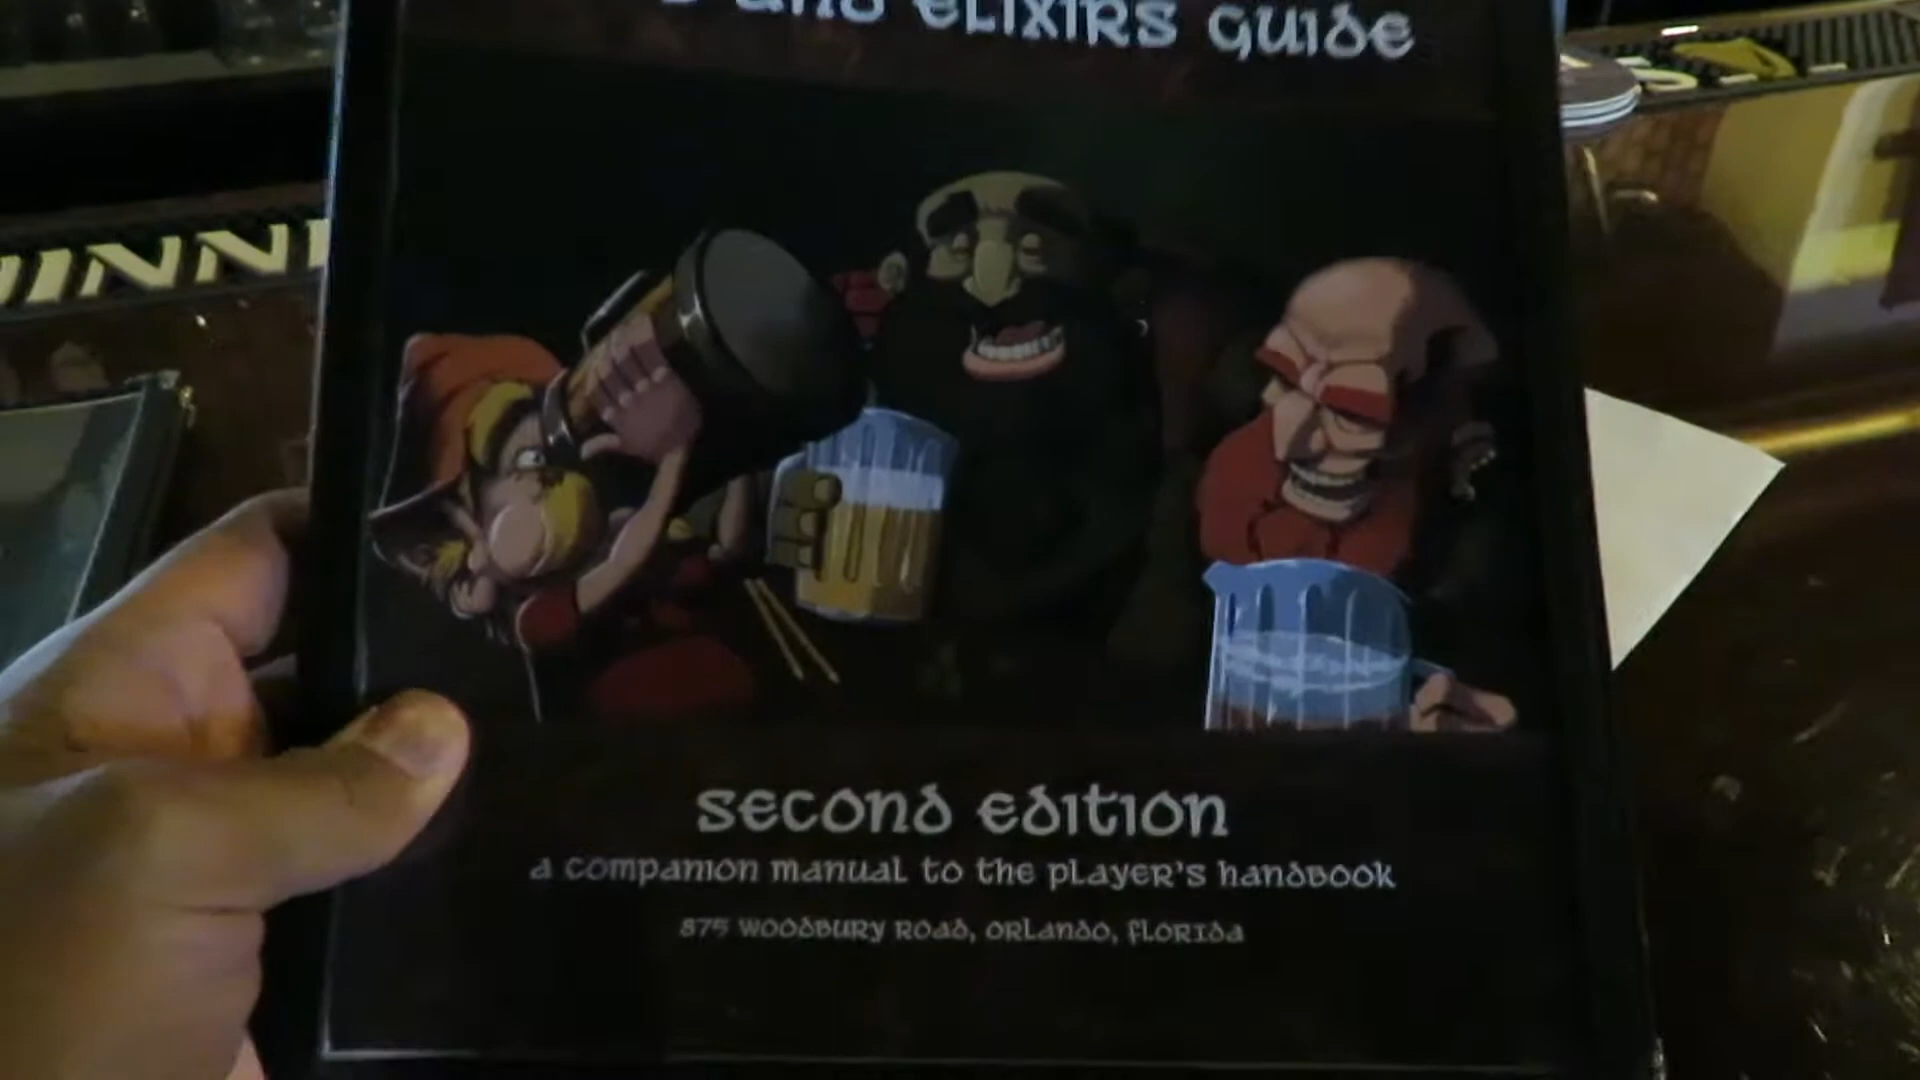 and elixirs guide
second edition
a companion manual to the player's handbook
875 woodbury road, orlando, florida